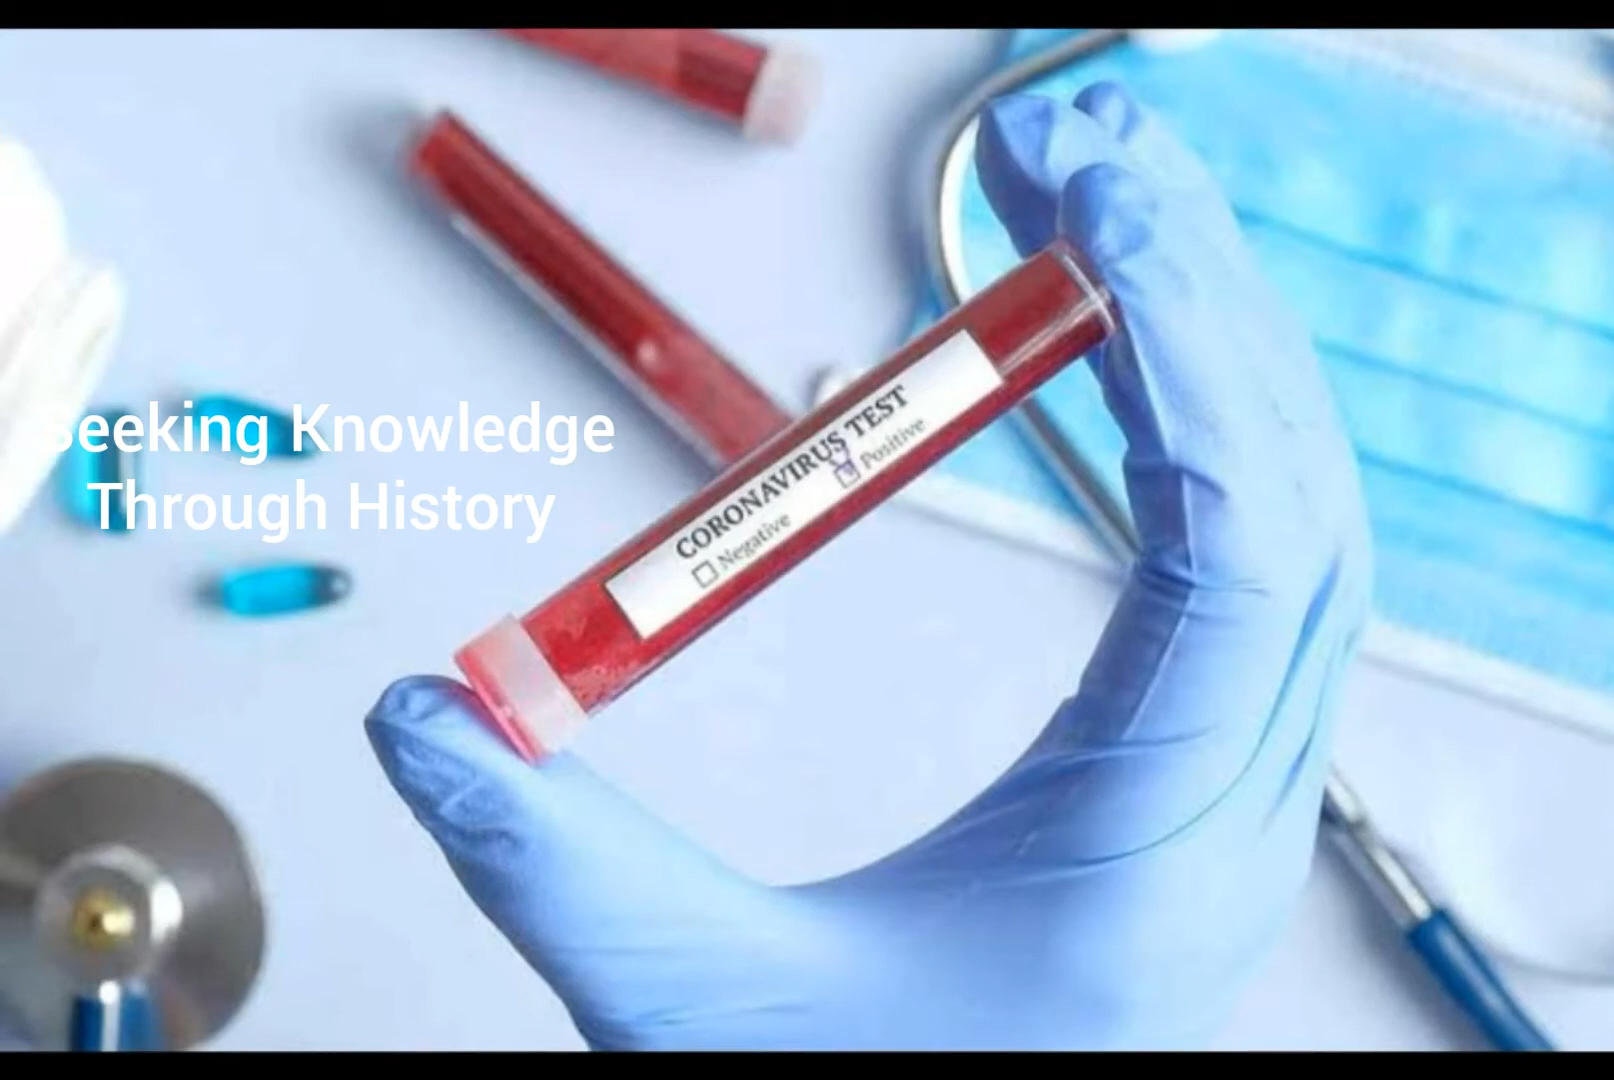 Seeking Knowledge
Through History
CORONAVIRUS TEST
Negative
Positive